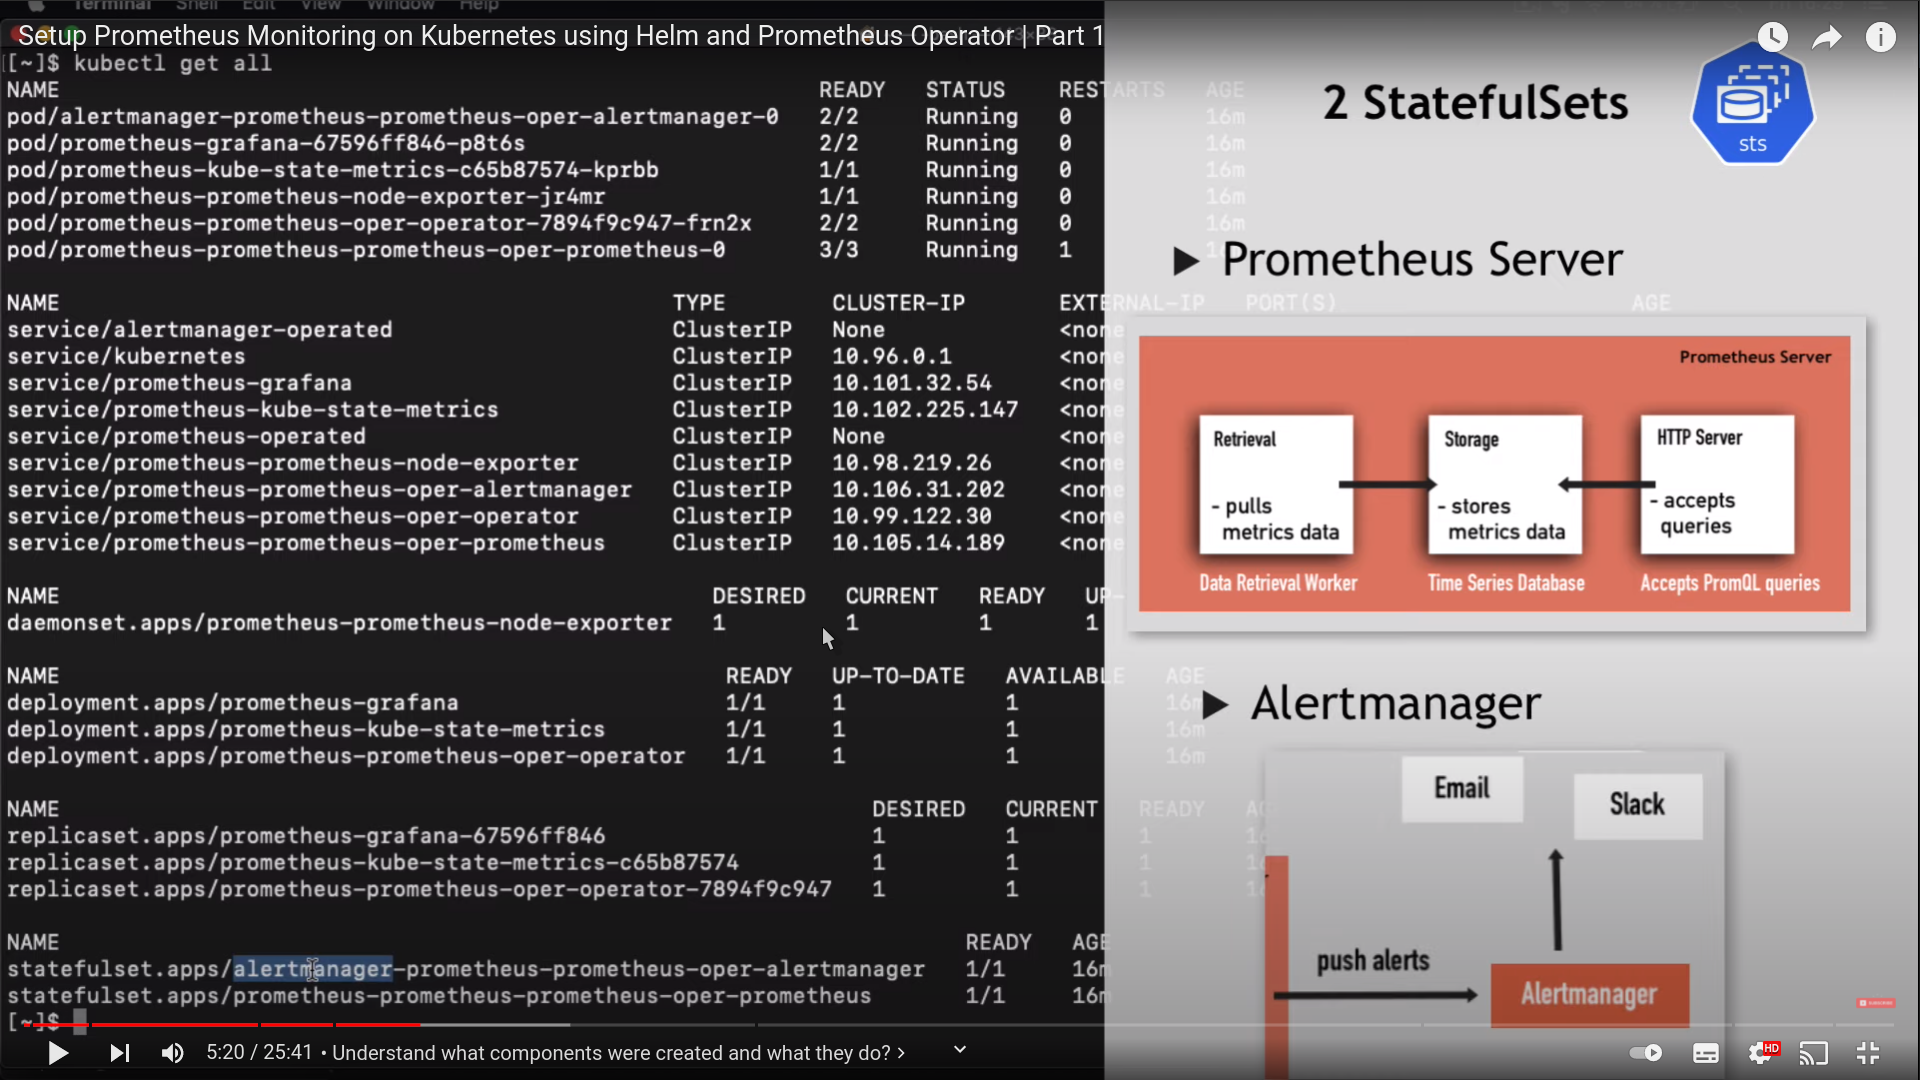 Terminal Shell Edit View Window Help
Setup Prometheus Monitoring on Kubernetes using Helm and Prometheus Operator | Part 1
[[~]$ kubectl get all
NAME READY STATUS RESTARTS AGE
pod/alertmanager-prometheus-prometheus-oper-alertmanager-0 2/2 Running 0 16m
pod/prometheus-grafana-67596ff846-p8t6s 2/2 Running 0 16m
pod/prometheus-kube-state-metrics-c65b87574-kprbb 1/1 Running 0 16m
pod/prometheus-prometheus-node-exporter-jr4mr 1/1 Running 0 16m
pod/prometheus-prometheus-oper-operator-7894f9c947-frn2x 2/2 Running 0 16m
pod/prometheus-prometheus-prometheus-oper-prometheus-0 3/3 Running 1
NAME TYPE CLUSTER-IP EXTERNAL-IP PORT(S) AGE
service/alertmanager-operated ClusterIP None <none
service/kubernetes ClusterIP 10.96.0.1 <none
service/prometheus-grafana ClusterIP 10.101.32.54 <none
service/prometheus-kube-state-metrics ClusterIP 10.102.225.147 <none
service/prometheus-operated ClusterIP None <none
service/prometheus-prometheus-node-exporter ClusterIP 10.98.219.26 <none
service/prometheus-prometheus-oper-alertmanager ClusterIP 10.106.31.202 <none
service/prometheus-prometheus-oper-operator ClusterIP 10.99.122.30 <none
service/prometheus-prometheus-oper-prometheus ClusterIP 10.105.14.189 <none
NAME DESIRED CURRENT READY UP-
daemonset.apps/prometheus-prometheus-node-exporter 1 1 1 1
NAME READY UP-TO-DATE AVAILABLE AGE
deployment.apps/prometheus-grafana 1/1 1 1 16m
deployment.apps/prometheus-kube-state-metrics 1/1 1 1 16m
deployment.apps/prometheus-prometheus-oper-operator 1/1 1 1 16m
NAME DESIRED CURRENT READY AG
replicaset.apps/prometheus-grafana-67596ff846 1 1 1 16
replicaset.apps/prometheus-kube-state-metrics-c65b87574 1 1 1
replicaset.apps/prometheus-prometheus-oper-operator-7894f9c947 1 1 1
NAME READY AGE
statefulset.apps/alertmanager-prometheus-prometheus-oper-alertmanager 1/1 16m
statefulset.apps/prometheus-prometheus-prometheus-oper-prometheus 1/1 16m
[~]$
2 StatefulSets
sts
Prometheus Server
Prometheus Server
Retrieval
- pulls
metrics data
Data Retrieval Worker
Storage
- stores
metrics data
Time Series Database
HTTP Server
- accepts
queries
Accepts PromQL queries
Alertmanager
Email
Slack
push alerts
Alertmanager
5:20 / 25:41 • Understand what components were created and what they do?
HD